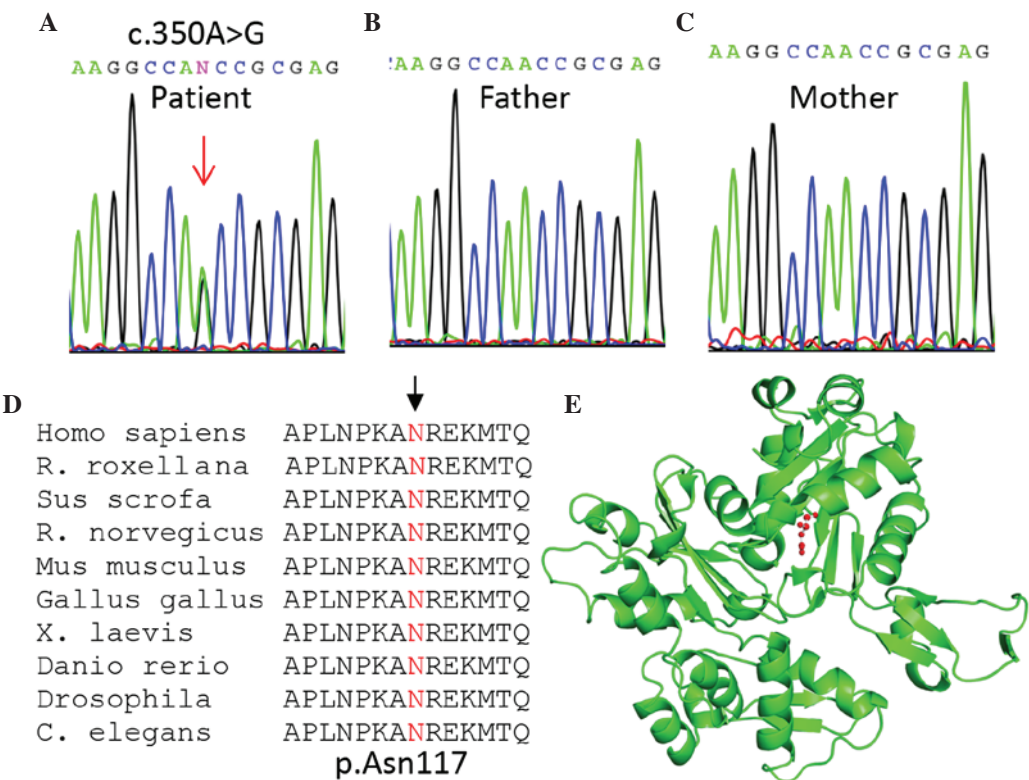 A
c.350A>G
AAGGCCANCCGCGAG
Patient
B
AAGGCCAACCGCGAG
Father
C
AAGGCCAACCGCGAG
Mother
D
Homo sapiens APLNPKANREKMTQ
R. roxellana APLNPKANREKMTQ
Sus scrofa APLNPKANREKMTQ
R. norvegicus APLNPKANREKMTQ
Mus musculus APLNPKANREKMTQ
Gallus gallus APLNPKANREKMTQ
X. laevis APLNPKANREKMTQ
Danio rerio APLNPKANREKMTQ
Drosophila APLNPKANREKMTQ
C. elegans APLNPKANREKMTQ
p.Asn117
E